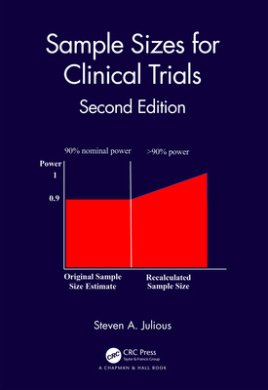 Sample Sizes for
Clinical Trials
Second Edition
90% nominal power >90% power
Power
1
0.9
Original Sample Recalculated
Size Estimate Sample Size
Steven A. Julious
CRC CRC Press
Taylor & Francis Group
A CHAPMAN & HALL BOOK